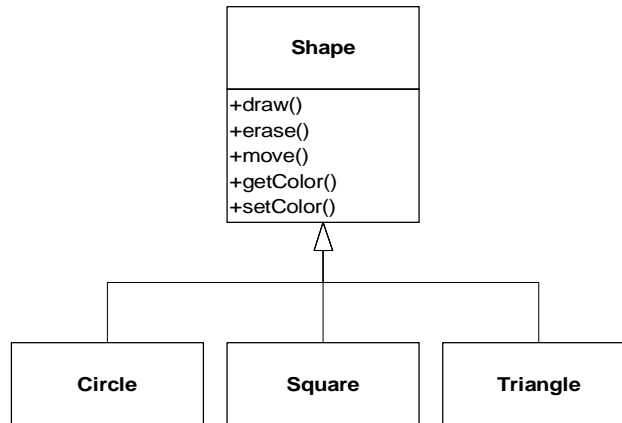 Shape
+draw()
+erase()
+move()
+getColor()
+setColor()
Circle
Square
Triangle